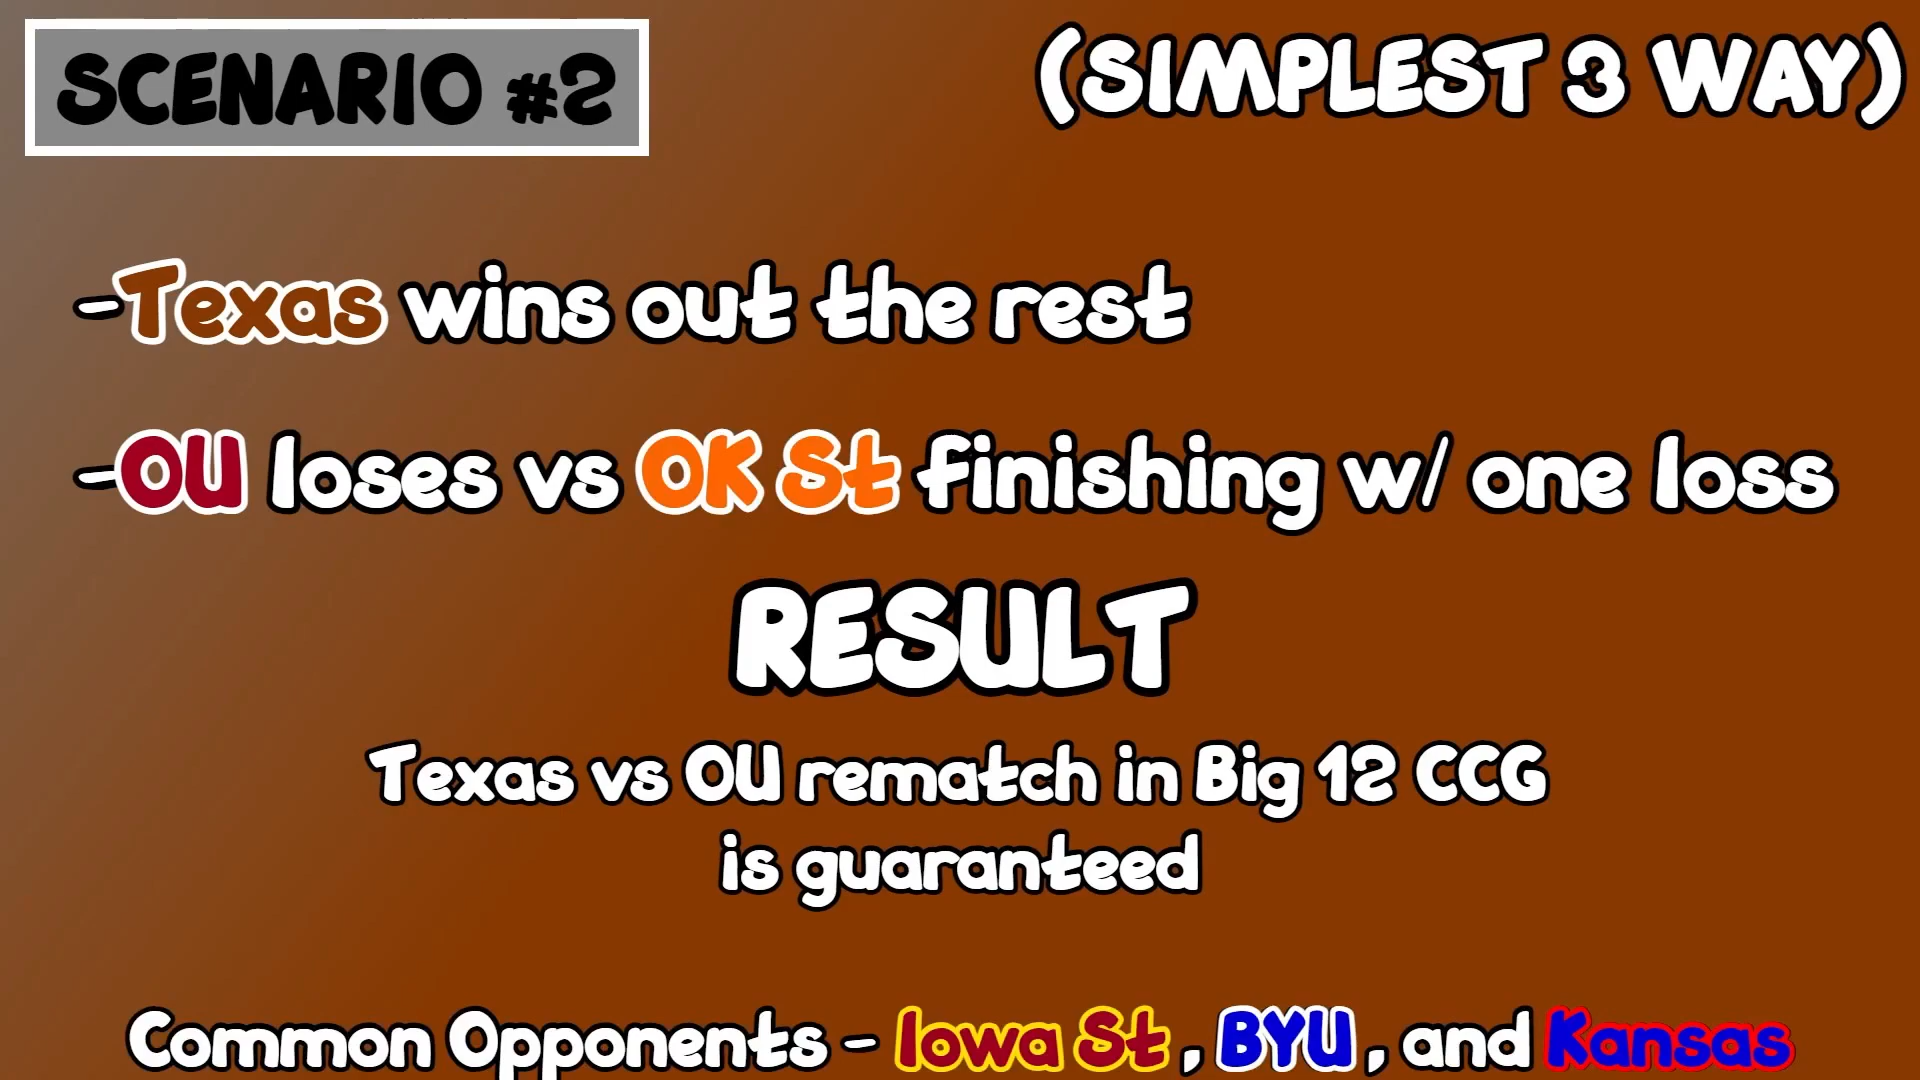 SCENARIO #2
(SIMPLEST 3 WAY)
-Texas wins out the rest
-OU loses vs OK St finishing w/ one loss
RESULT
Texas vs OU rematch in Big 12 CCG
is guaranteed
Common Opponents - Iowa St, BYU, and Kansas